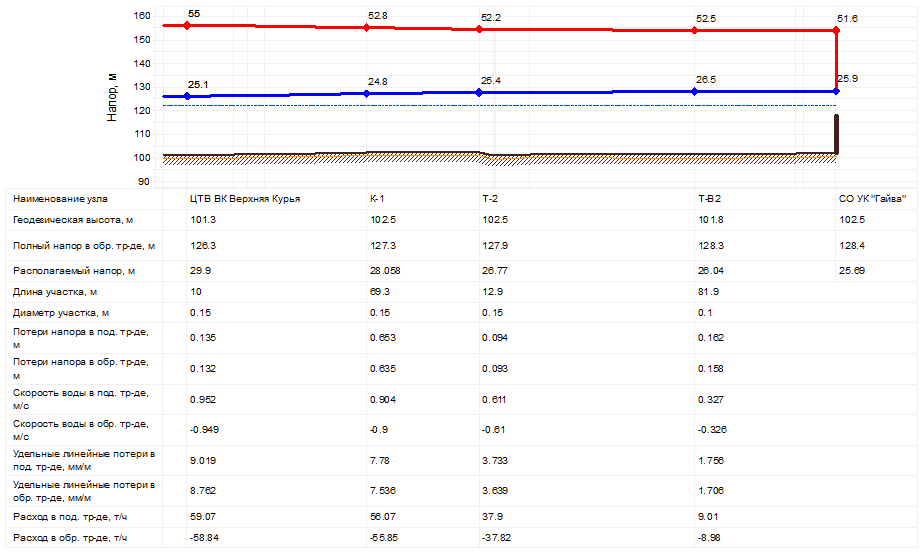 160
150
140
130
120
110
100
90
Напор, м
55
52.8
52.2
52.5
51.6
25.1
24.8
25.4
26.5
25.9
Наименование узла ЦТВ ВК Верхняя Курья К-1 Т-2 Т-В2 СО УК "Гайва"
Геодезическая высота, м 101.3 102.5 102.5 101.8 102.5
Полный напор в обр. тр-де, м 126.3 127.3 127.9 128.3 128.4
Располагаемый напор, м 29.9 28.058 26.77 26.04 25.69
Длина участка, м 10 69.3 12.9 81.9
Диаметр участка, м 0.15 0.15 0.15 0.1
Потери напора в под. тр-де,
м 0.135 0.653 0.094 0.162
Потери напора в обр. тр-де,
м 0.132 0.635 0.093 0.158
Скорость воды в под. тр-де,
м/с 0.952 0.904 0.611 0.327
Скорость воды в обр. тр-де,
м/с -0.949 -0.9 -0.61 -0.326
Удельные линейные потери в
под. тр-де, мм/м 9.019 7.78 3.733 1.756
Удельные линейные потери в
обр. тр-де, мм/м 8.762 7.536 3.639 1.706
Расход в под. тр-де, т/ч 59.07 56.07 37.9 9.01
Расход в обр. тр-де, т/ч -58.84 -55.85 -37.82 -8.98